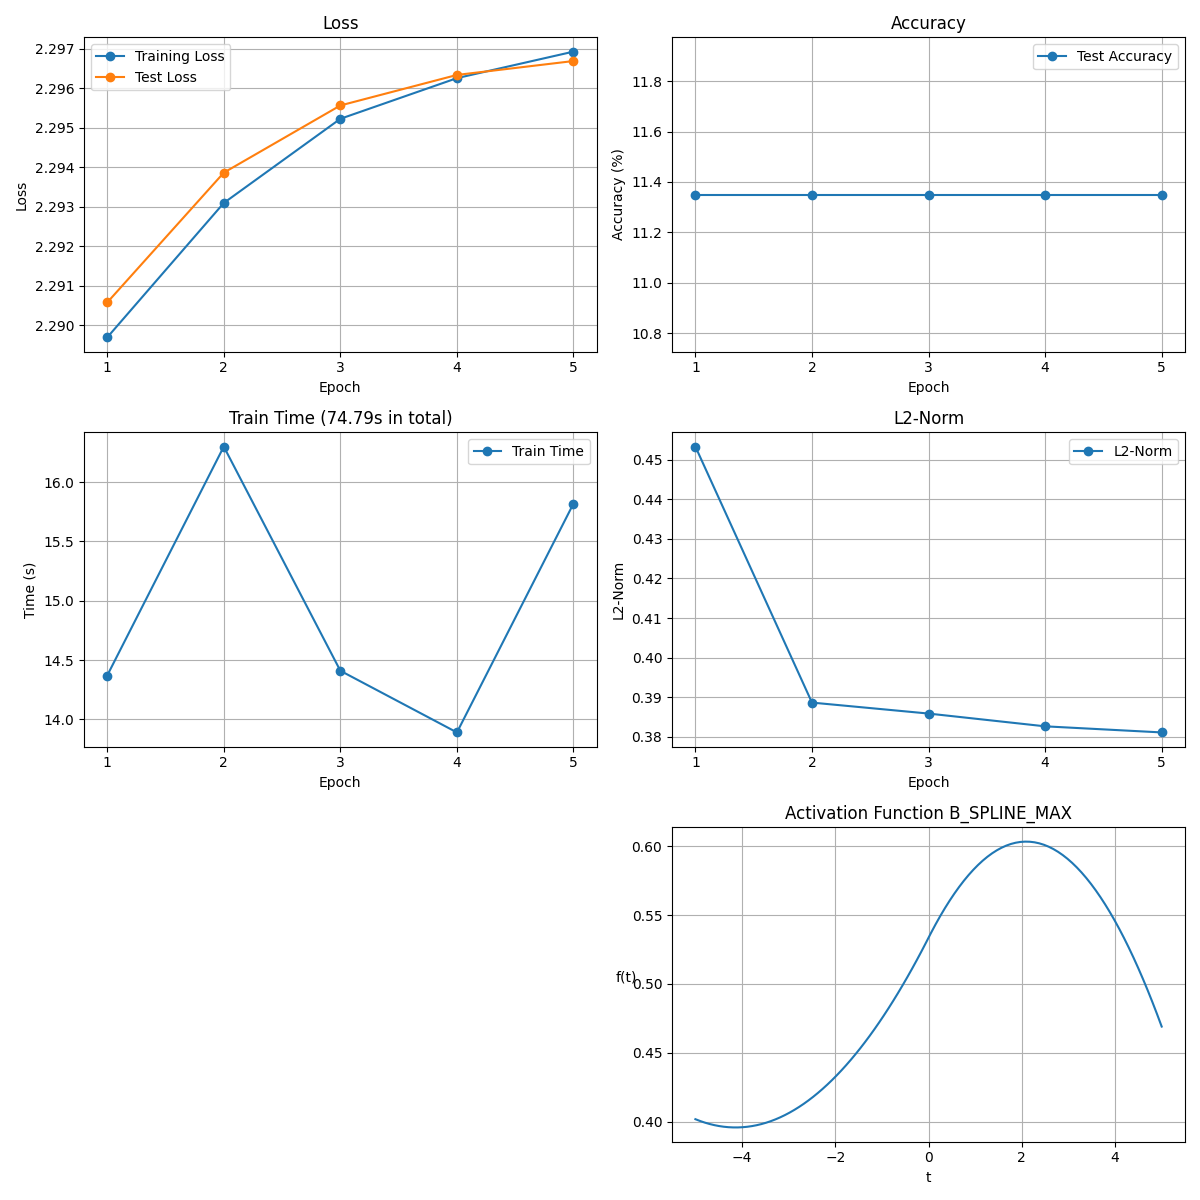 Loss
2.297
2.296
2.295
2.294
2.293
2.292
2.291
2.290
Loss
Training Loss
Test Loss
1 2 3 4 5
Epoch
Accuracy
11.8
11.6
11.4
11.2
11.0
10.8
Accuracy (%)
Test Accuracy
1 2 3 4 5
Epoch
Train Time (74.79s in total)
16.0
15.5
15.0
14.5
14.0
Time (s)
Train Time
1 2 3 4 5
Epoch
L2-Norm
0.45
0.44
0.43
0.42
0.41
0.40
0.39
0.38
L2-Norm
L2-Norm
1 2 3 4 5
Epoch
Activation Function B_SPLINE_MAX
0.60
0.55
0.50
0.45
0.40
f(t)
−4 −2 0 2 4
t